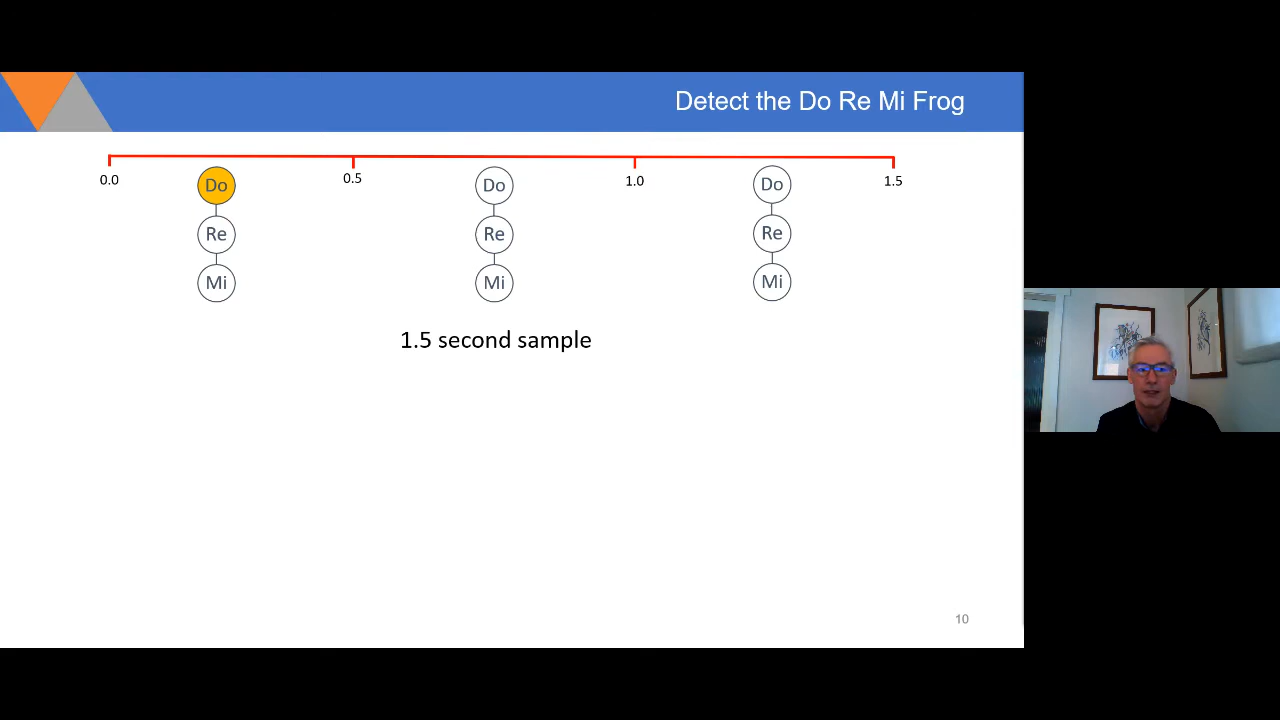 Detect the Do Re Mi Frog
0.0 0.5 1.0 1.5
Do Do Do
Re Re Re
Mi Mi Mi
1.5 second sample
10